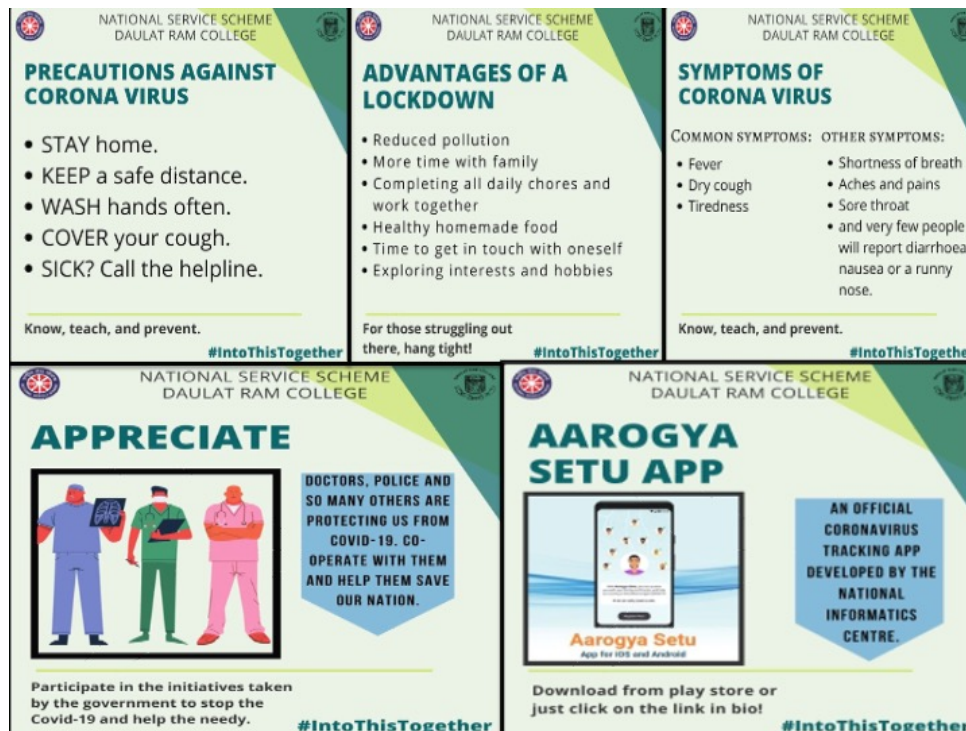 NATIONAL SERVICE SCHEME
DAULAT RAM COLLEGE
PRECAUTIONS AGAINST
CORONA VIRUS
• STAY home.
• KEEP a safe distance.
• WASH hands often.
• COVER your cough.
• SICK? Call the helpline.
Know, teach, and prevent.
#IntoThisTogether
NATIONAL SERVICE SCHEME
DAULAT RAM COLLEGE
ADVANTAGES OF A
LOCKDOWN
• Reduced pollution
• More time with family
• Completing all daily chores and
work together
• Healthy homemade food
• Time to get in touch with oneself
• Exploring interests and hobbies
For those struggling out
there, hang tight!
#IntoThisTogether
NATIONAL SERVICE SCHEME
DAULAT RAM COLLEGE
SYMPTOMS OF
CORONA VIRUS
COMMON SYMPTOMS:
• Fever
• Dry cough
• Tiredness
OTHER SYMPTOMS:
• Shortness of breath
• Aches and pains
• Sore throat
• and very few people
will report diarrhoea
nausea or a runny
nose.
Know, teach, and prevent.
#IntoThisTogethe
NATIONAL SERVICE SCHEME
DAULAT RAM COLLEGE
APPRECIATE
DOCTORS, POLICE AND
SO MANY OTHERS ARE
PROTECTING US FROM
COVID-19. CO-
OPERATE WITH THEM
AND HELP THEM SAVE
OUR NATION.
Participate in the initiatives taken
by the government to stop the
Covid-19 and help the needy.
#IntoThisTogether
NATIONAL SERVICE SCHEME
DAULAT RAM COLLEGE
AAROGYA
SETU APP
Aarogya Setu
App for IOS and Android
AN OFFICIAL
CORONAVIRUS
TRACKING APP
DEVELOPED BY THE
NATIONAL
INFORMATICS
CENTRE.
Download from play store or
just click on the link in bio!
#IntoThisTogether